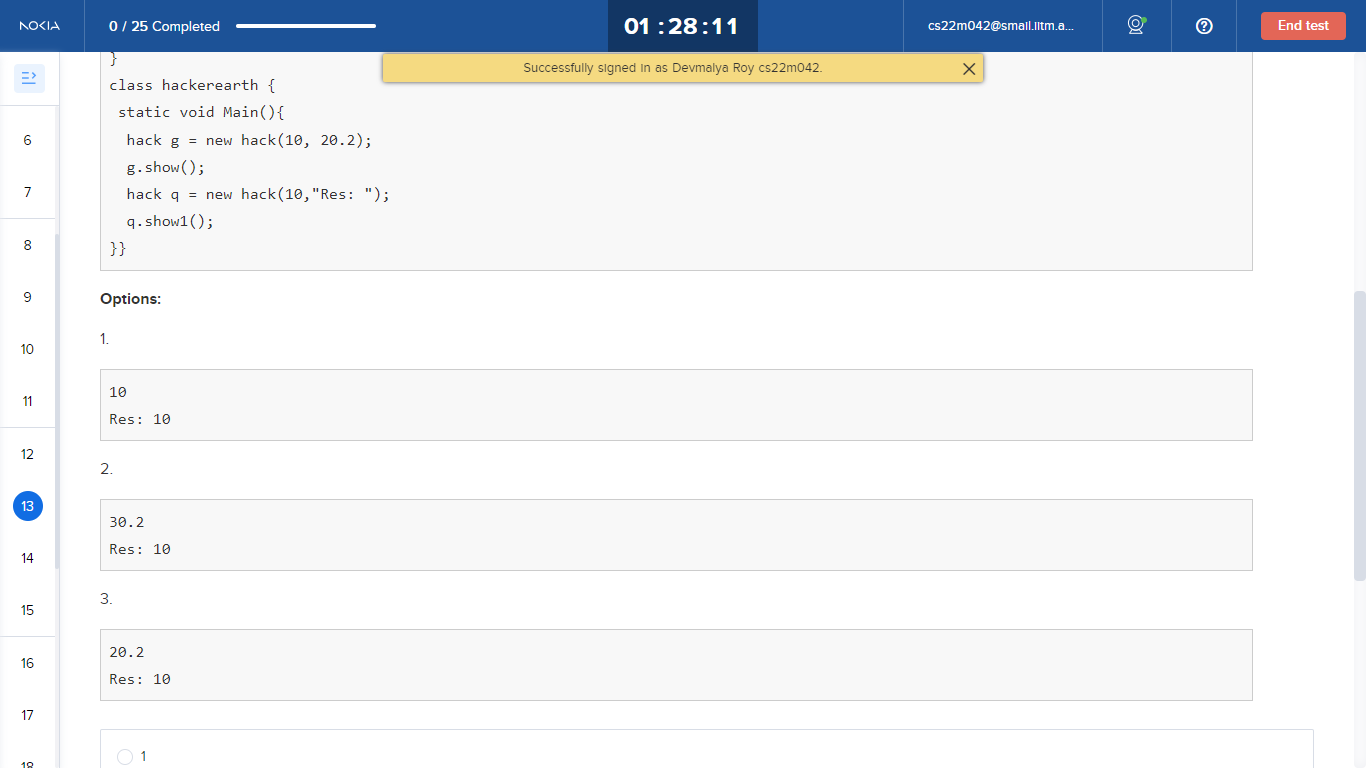 NOKIA
0 / 25 Completed
01 : 28 : 11
cs22m042@smail.iitm.a...
End test
Successfully signed in as Devmalya Roy cs22m042.
}
class hackerearth {
static void Main(){
hack g = new hack(10, 20.2);
g.show();
hack q = new hack(10,"Res: ");
q.show1();
}}
Options:
1.
10
Res: 10
2.
30.2
Res: 10
3.
20.2
Res: 10
1
6
7
8
9
10
11
12
13
14
15
16
17
18